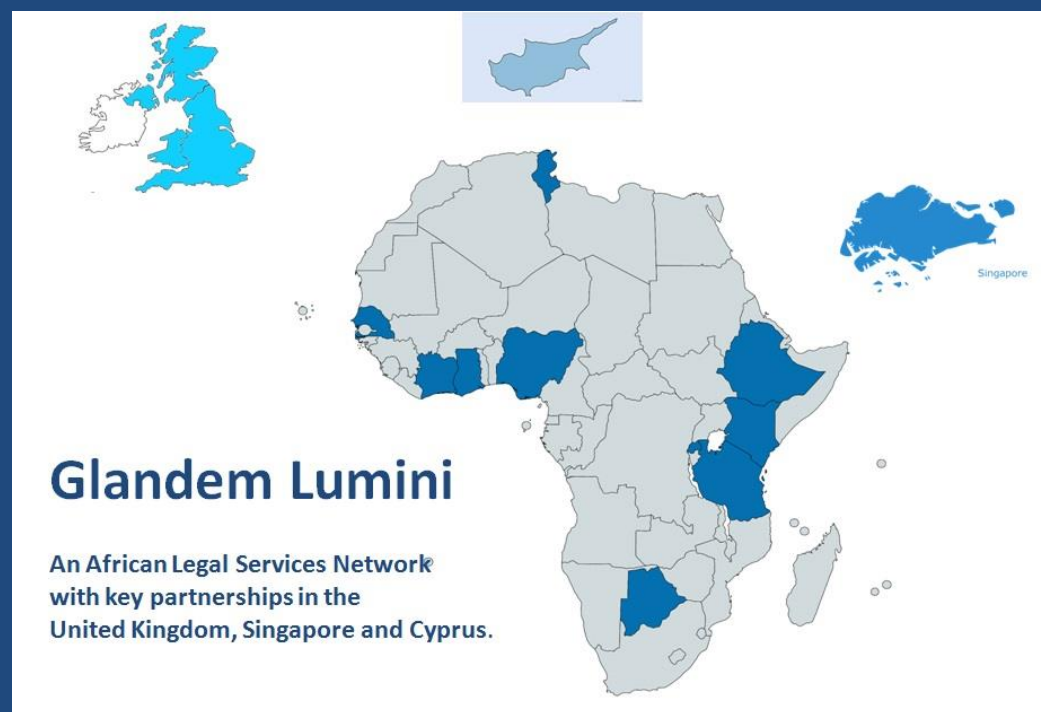 Singapore
Glandem Lumini
An African Legal Services Network
with key partnerships in the
United Kingdom, Singapore and Cyprus.